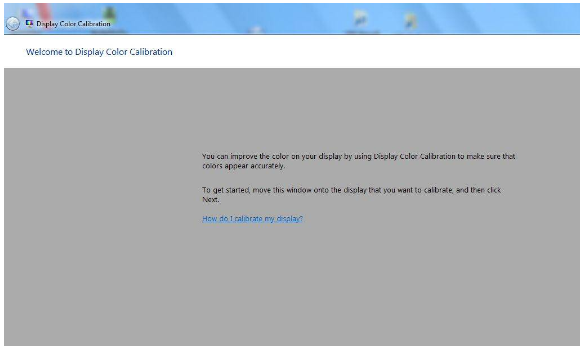 Display Color Calibration
Welcome to Display Color Calibration
You can improve the color on your display by using Display Color Calibration to make sure that
colors appear accurately.
To get started, move this window onto the display that you want to calibrate, and then click
Next.
How do I calibrate my display?